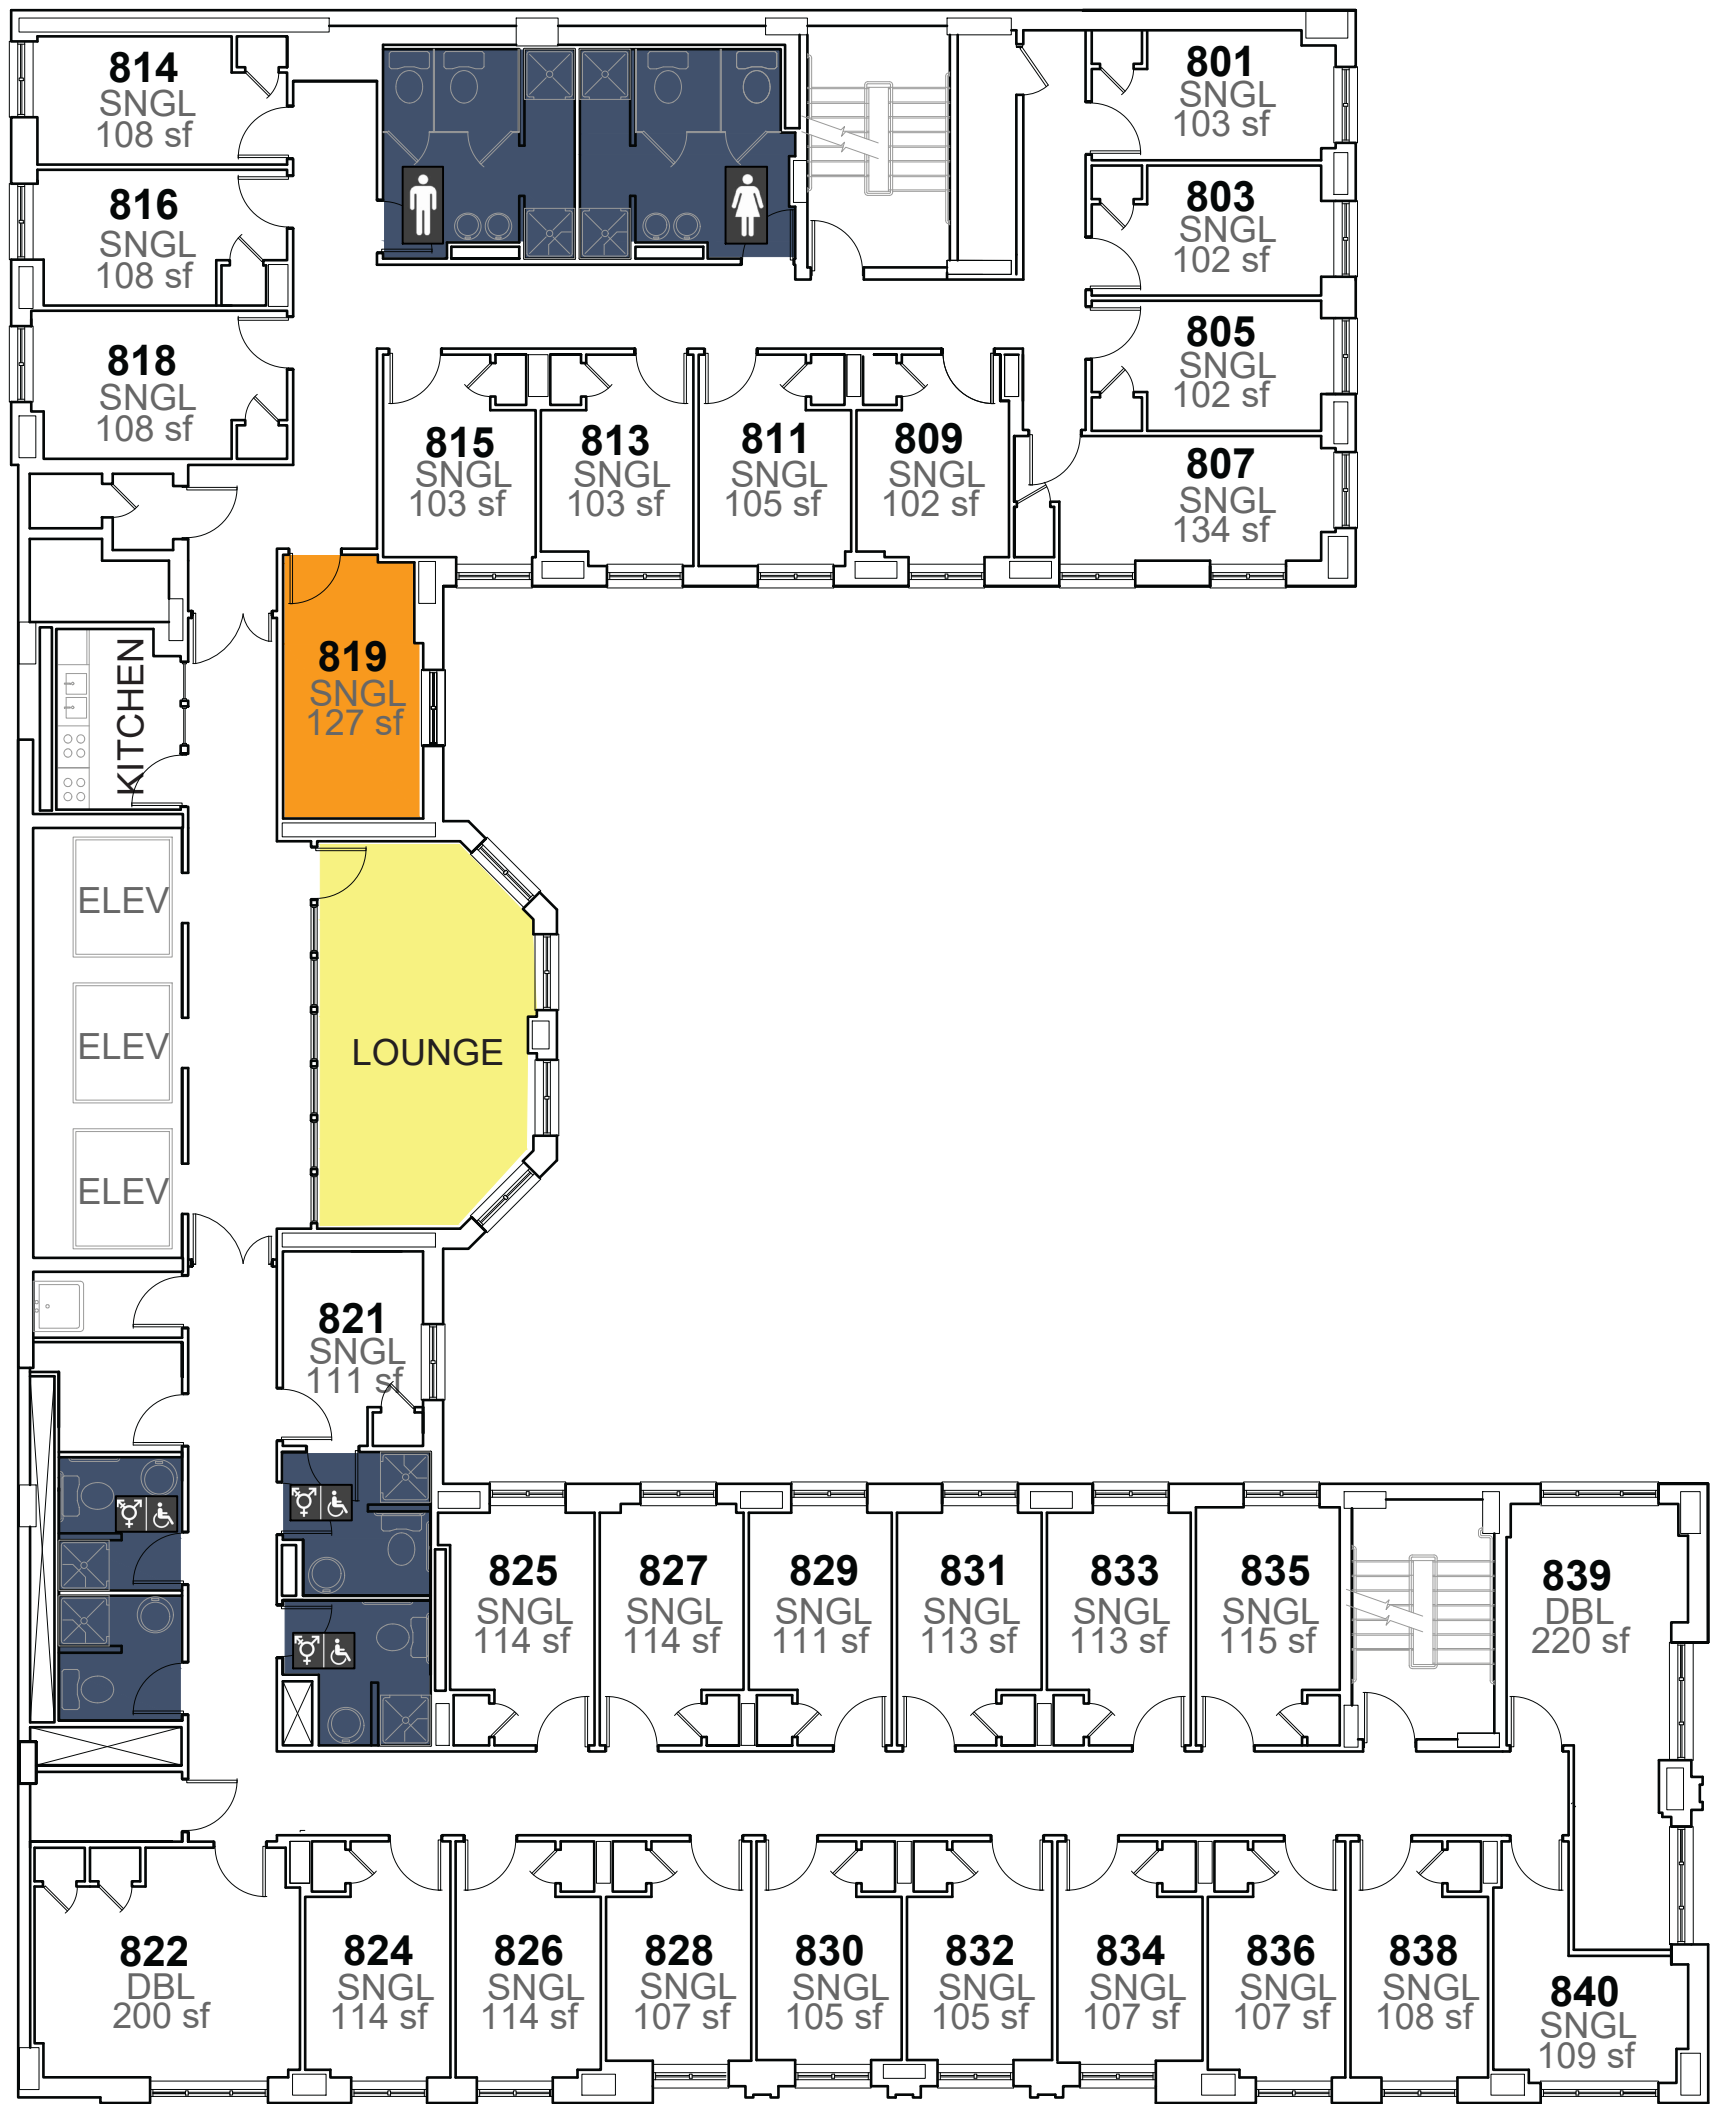 814
SNGL
108 sf
801
SNGL
103 sf
816
SNGL
108 sf
803
SNGL
102 sf
818
SNGL
108 sf
805
SNGL
102 sf
815
SNGL
103 sf
813
SNGL
103 sf
811
SNGL
105 sf
809
SNGL
102 sf
807
SNGL
134 sf
KITCHEN
819
SNGL
127 sf
ELEV
ELEV
ELEV
LOUNGE
821
SNGL
111 sf
825
SNGL
114 sf
827
SNGL
114 sf
829
SNGL
111 sf
831
SNGL
113 sf
833
SNGL
113 sf
835
SNGL
115 sf
839
DBL
220 sf
822
DBL
200 sf
824
SNGL
114 sf
826
SNGL
114 sf
828
SNGL
107 sf
830
SNGL
105 sf
832
SNGL
105 sf
834
SNGL
107 sf
836
SNGL
107 sf
838
SNGL
108 sf
840
SNGL
109 sf